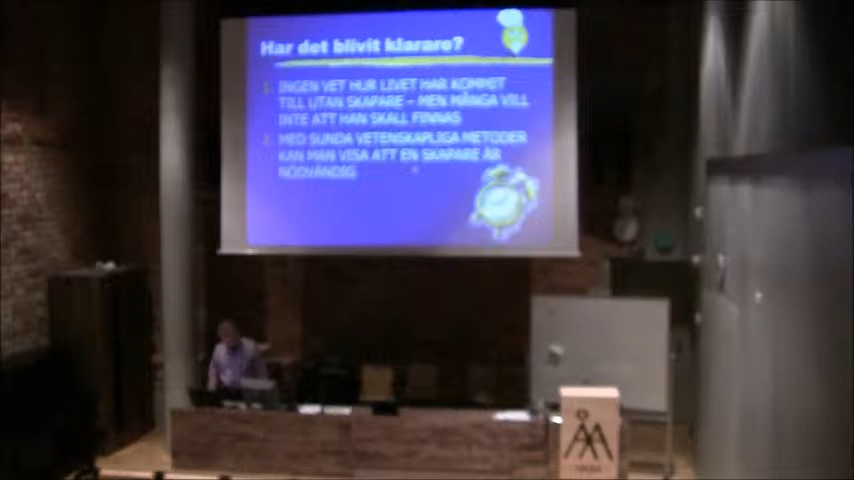 Har det blivit klarare?
1. INGEN VET HUR LIVET HAR KOMMIT
TILL UTAN SKAPARE - MEN MÅNGA VILL
INTE ATT HAN SKALL FINNAS
2. MED SUNDA VETENSKAPLIGA METODER
KAN MAN VISA ATT EN SKAPARE ÄR
NÖDVÄNDIG